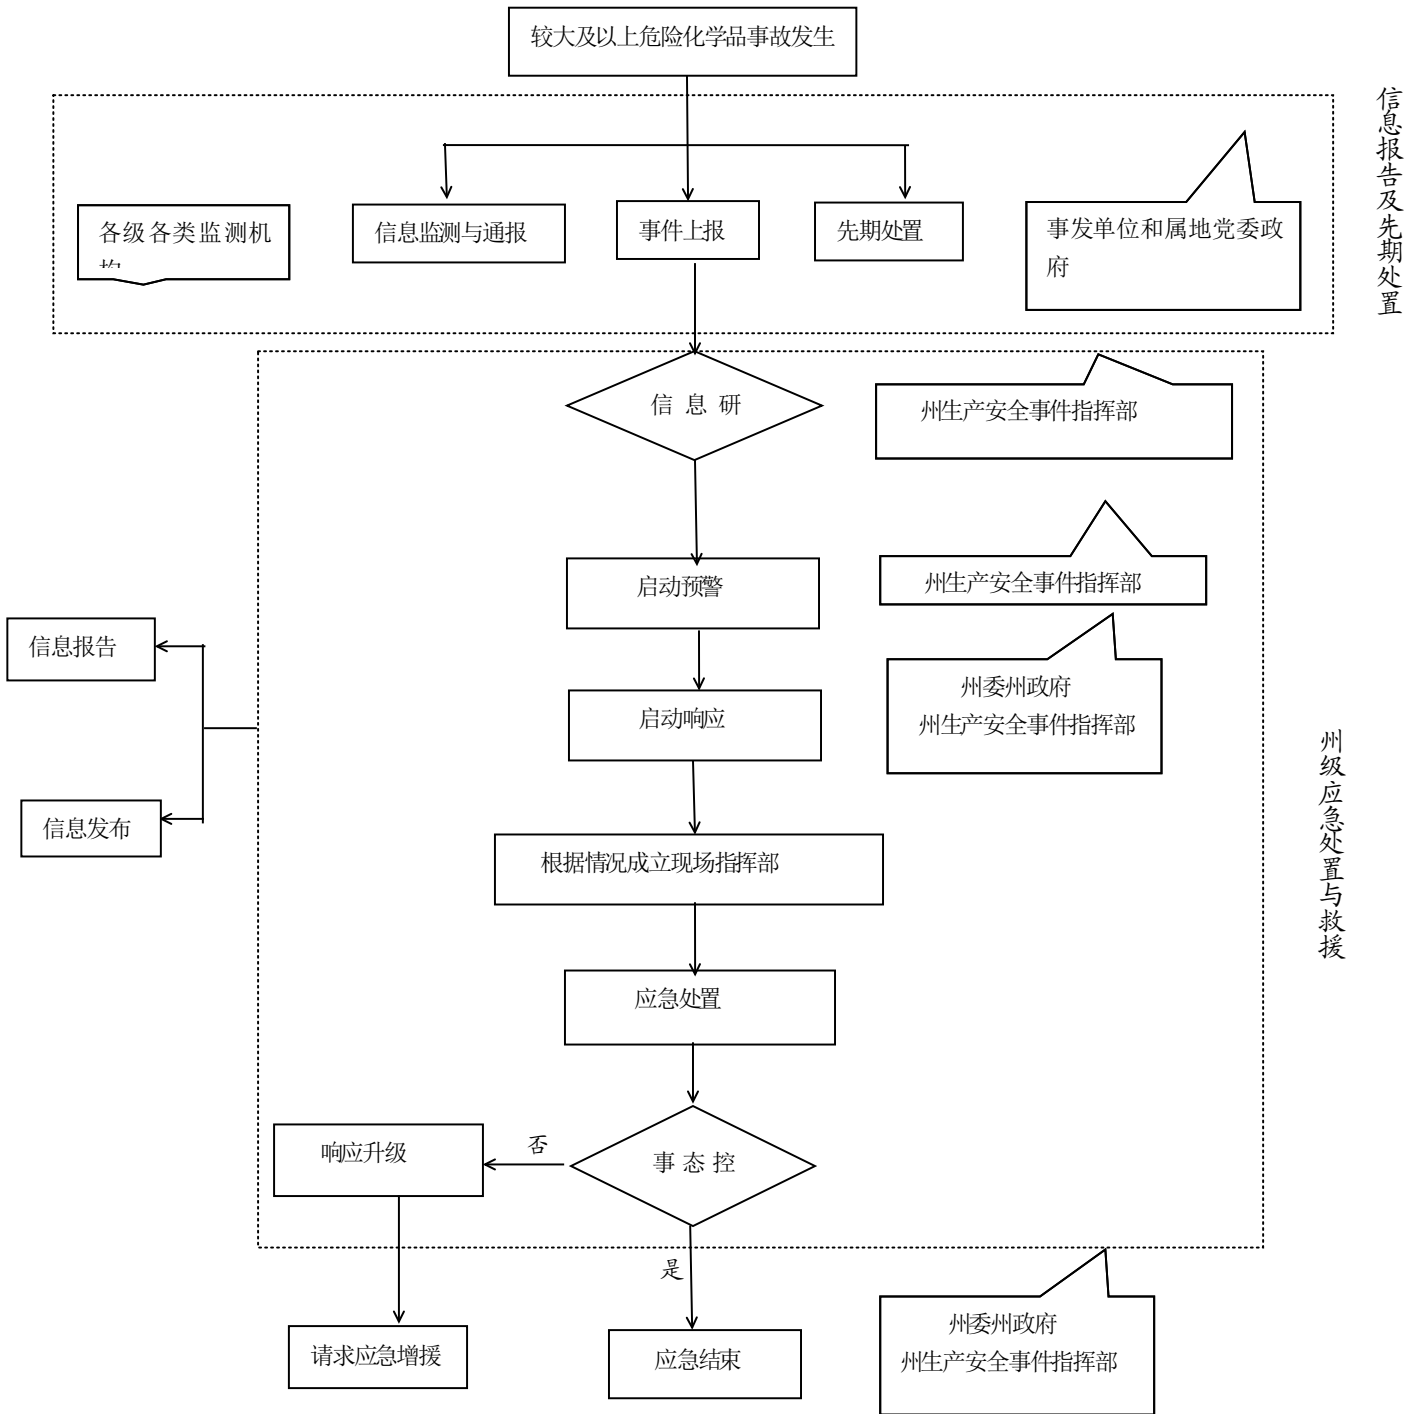 较大及以上危险化学品事故发生
信息报告及先期处置
各级各类监测机
信息监测与通报
事件上报
先期处置
事发单位和属地党委政
府
信息研
州生产安全事件指挥部
启动预警
州生产安全事件指挥部
信息报告
启动响应
州委州政府
州生产安全事件指挥部
州级应急处置与救援
信息发布
根据情况成立现场指挥部
应急处置
响应升级
否
事态控
是
请求应急增援
应急结束
州委州政府
州生产安全事件指挥部